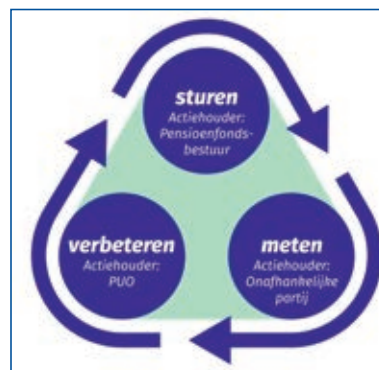 sturen
Actiehouder:
Pensioenfonds-
bestuur
verbeteren
Actiehouder:
PUO
meten
Actiehouder:
Onafhankelijke
partij